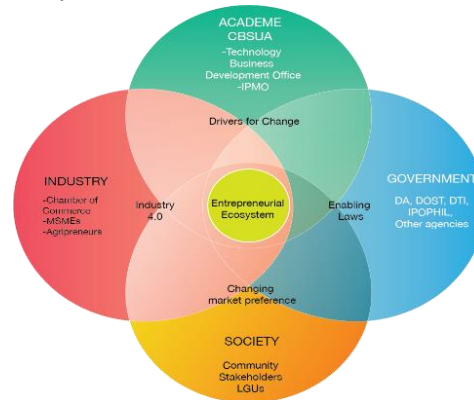 ACADEME
CBSUA
-Technology
Business
Development Office
-IPMO
Drivers for Change
INDUSTRY
-Chamber of
Commerce
-MSMEs
-Agripreneurs
Industry
4.0
Entrepreneurial
Ecosystem
Enabling
Laws
GOVERNMENT
DA, DOST, DTI,
IPOPHIL,
Other agencies
Changing
market preference
SOCIETY
Community
Stakeholders
LGUs